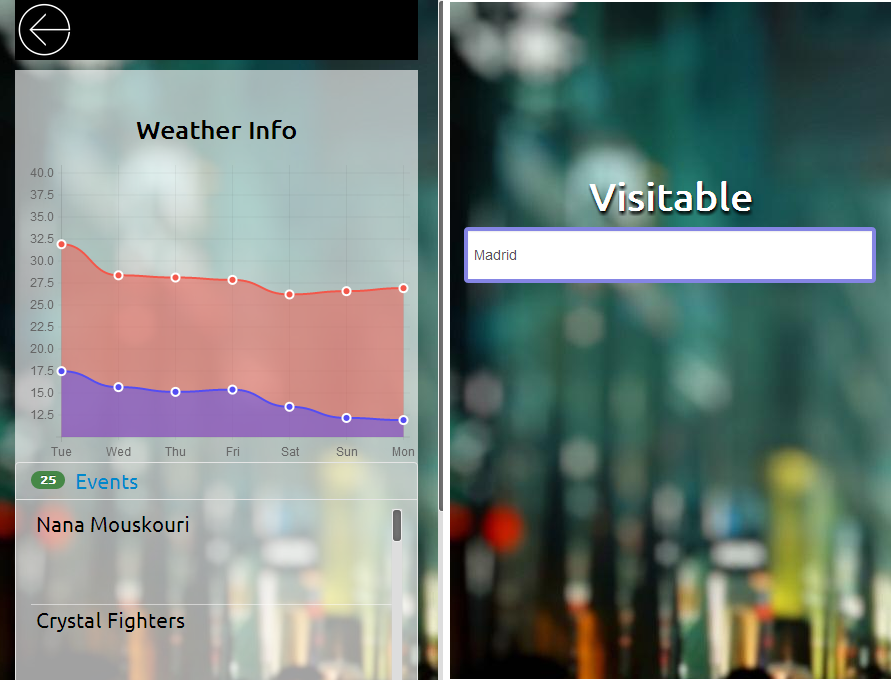 Weather Info
40.0
37.5
35.0
32.5
30.0
27.5
25.0
22.5
20.0
17.5
15.0
12.5
Tue Wed Thu Fri Sat Sun Mon
25 Events
Nana Mouskouri
Crystal Fighters
Visitable
Madrid